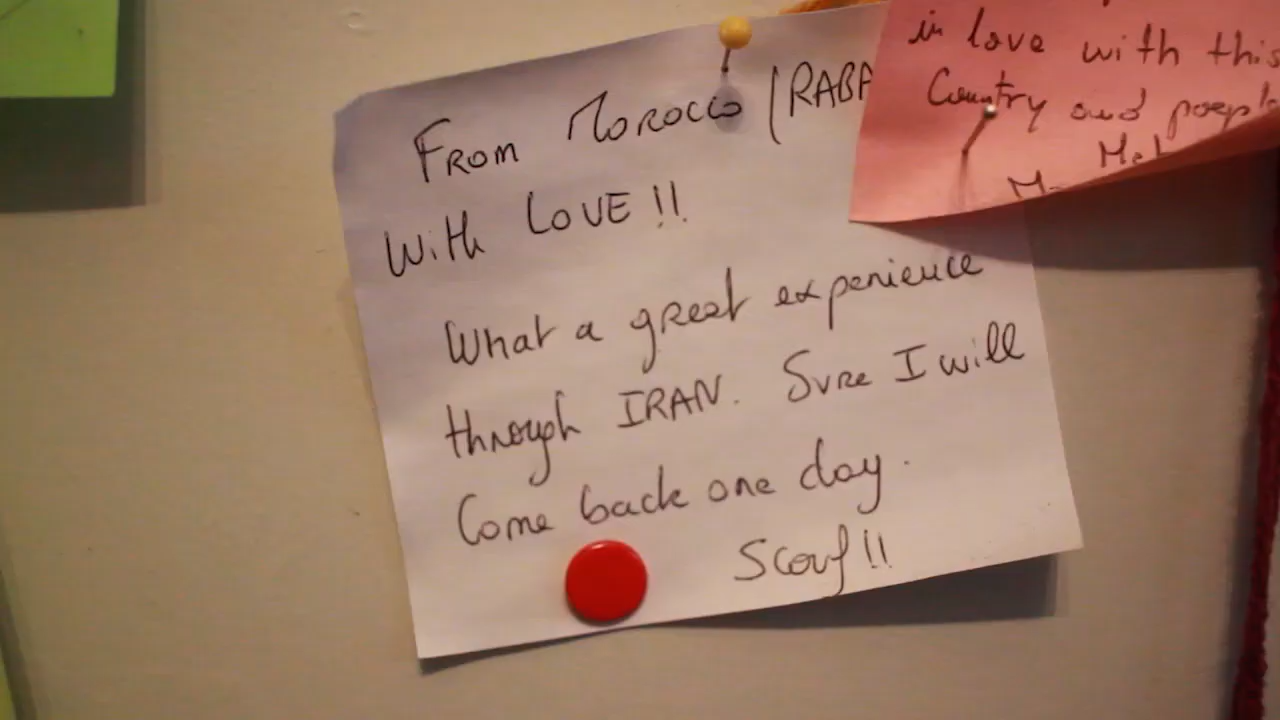 From Morocco (RABA
With LOVE !!
What a great experience
through IRAN. Sure I will
Come back one day.
Scouf !!
in love with this
Country and poepl